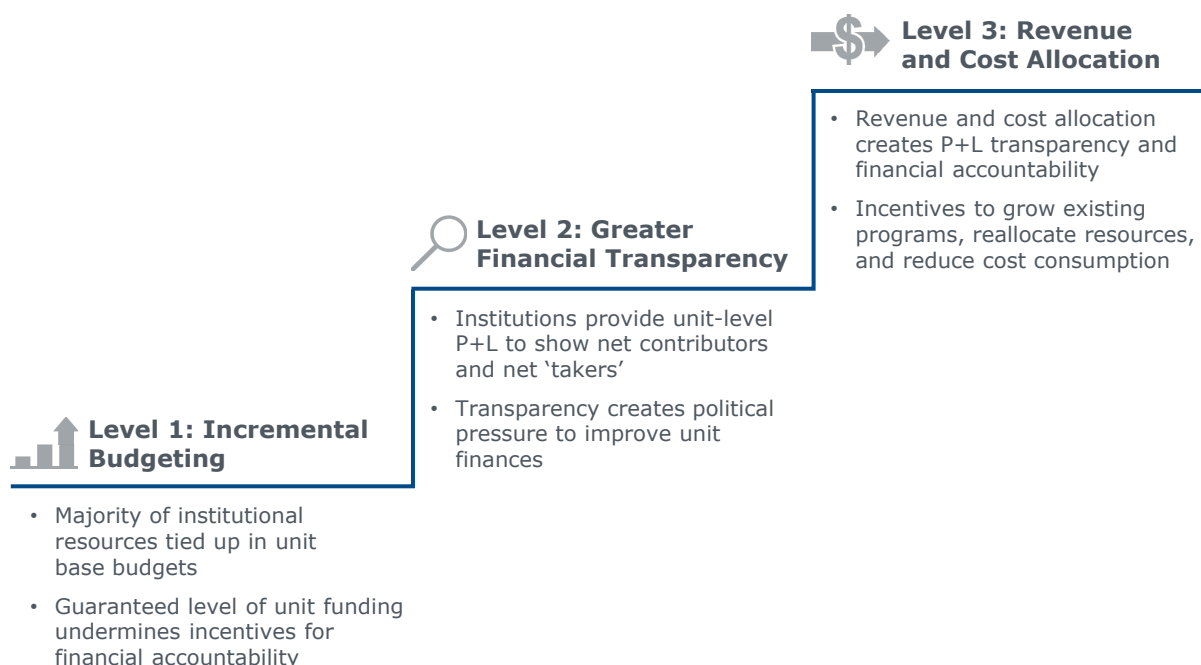 Level 3: Revenue
and Cost Allocation
• Revenue and cost allocation
creates P+L transparency and
financial accountability
• Incentives to grow existing
programs, reallocate resources,
and reduce cost consumption
Level 2: Greater
Financial Transparency
• Institutions provide unit-level
P+L to show net contributors
and net ‘takers’
• Transparency creates political
pressure to improve unit
finances
Level 1: Incremental
Budgeting
• Majority of institutional
resources tied up in unit
base budgets
• Guaranteed level of unit funding
undermines incentives for
financial accountability